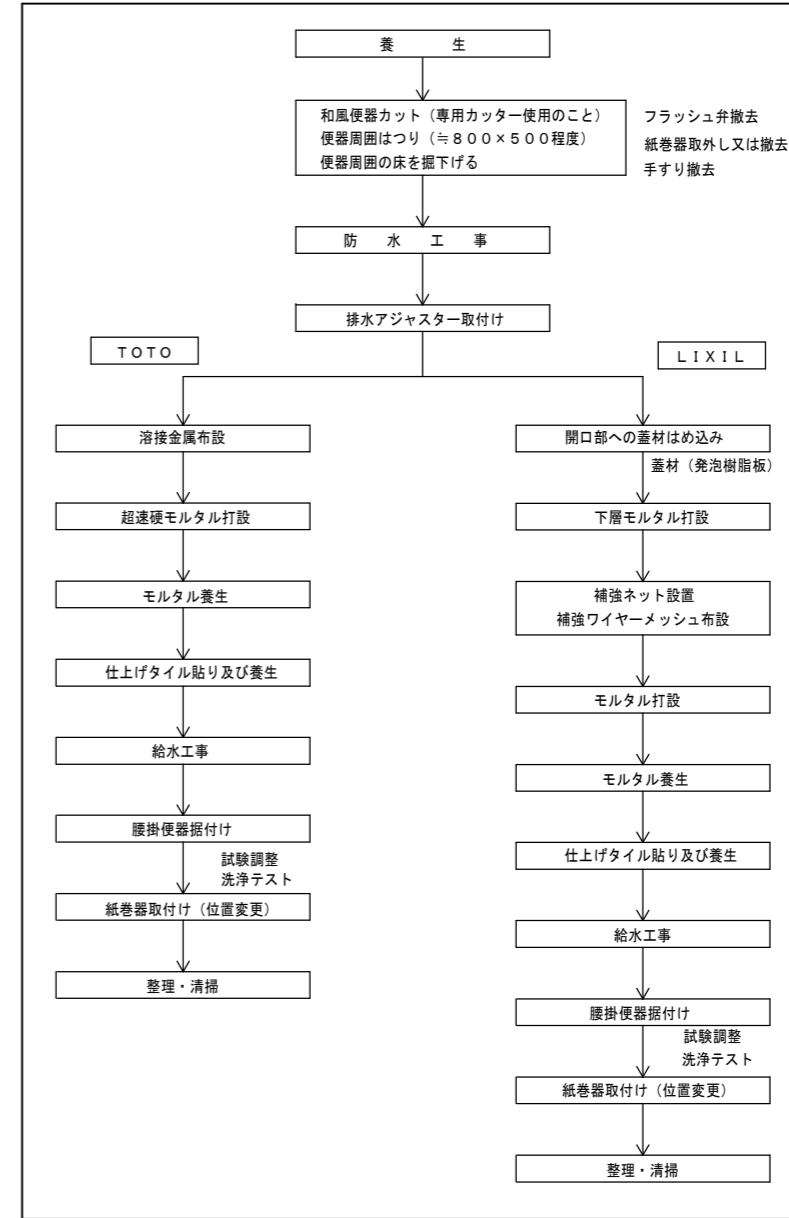 養　　生
和風便器カット（専用カッター使用のこと）
便器周囲はつり（≒８００×５００程度）
便器周囲の床を掘下げる
フラッシュ弁撤去
紙巻器取外し又は撤去
手すり撤去
防　水　工　事
排水アジャスター取付け
ＴＯＴＯ
溶接金属布設
超速硬モルタル打設
モルタル養生
仕上げタイル貼り及び養生
給水工事
腰掛便器据付け
試験調整
洗浄テスト
紙巻器取付け（位置変更）
整理・清掃
ＬＩＸＩＬ
開口部への蓋材はめ込み
蓋材（発泡樹脂板）
下層モルタル打設
補強ネット設置
補強ワイヤーメッシュ布設
モルタル打設
モルタル養生
仕上げタイル貼り及び養生
給水工事
腰掛便器据付け
試験調整
洗浄テスト
紙巻器取付け（位置変更）
整理・清掃